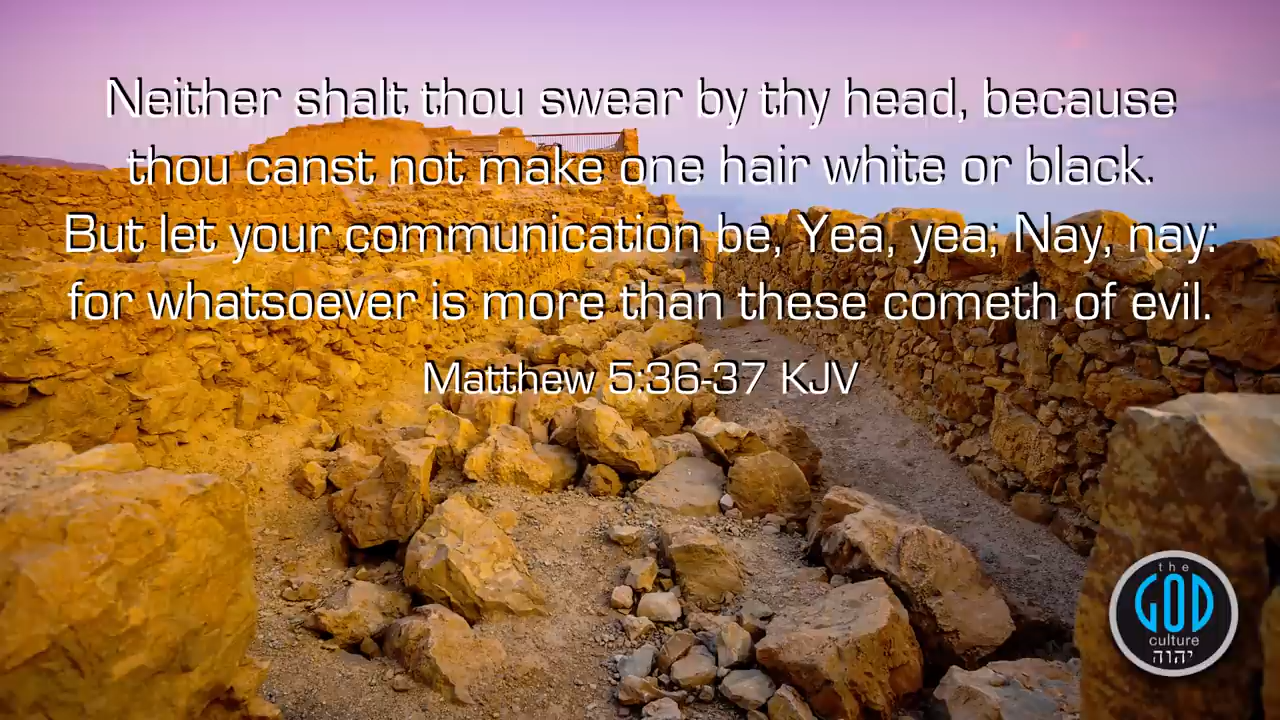 Neither shalt thou swear by thy head, because
thou canst not make one hair white or black.
But let your communication be, Yea, yea; Nay, nay:
for whatsoever is more than these cometh of evil.
Matthew 5:36-37 KJV
the
GOD
culture
יהוה